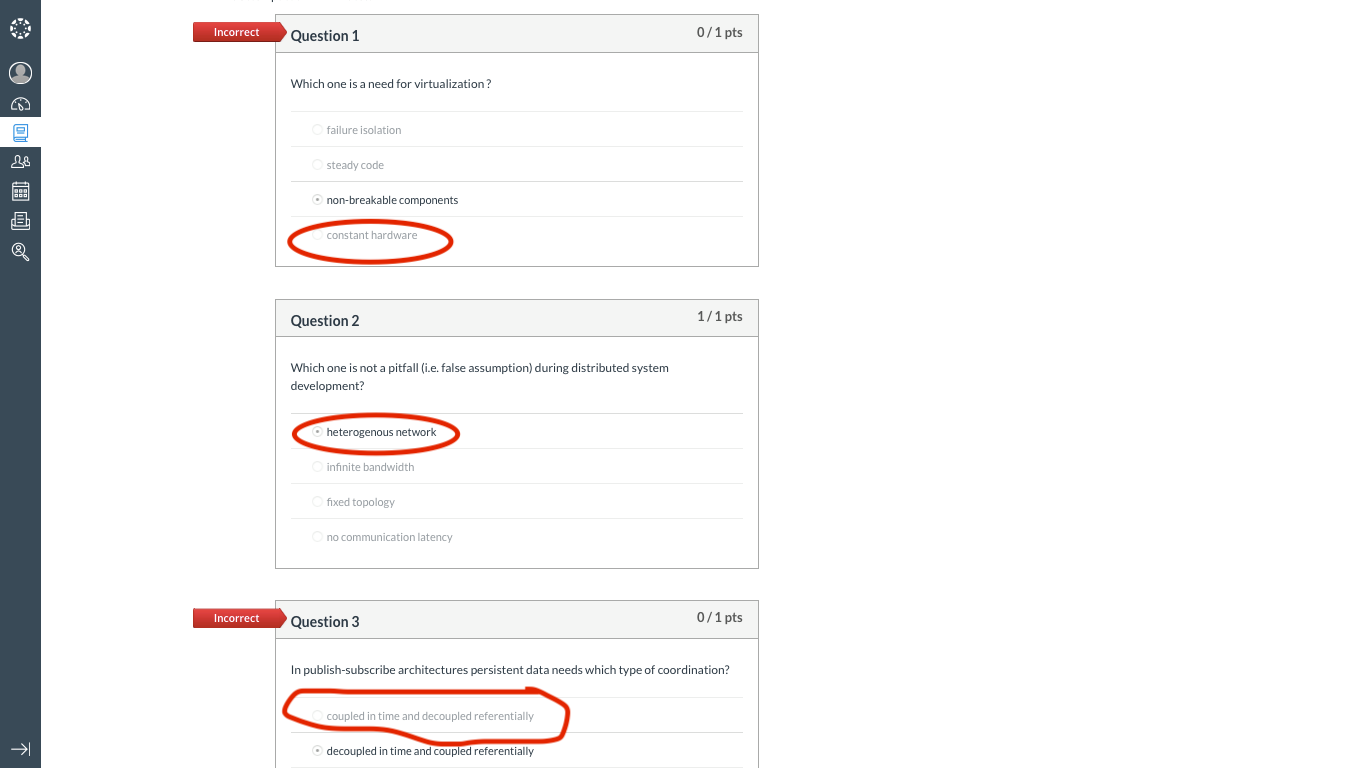 Incorrect
Question 1
0 / 1 pts
Which one is a need for virtualization ?
failure isolation
steady code
non-breakable components
constant hardware
Question 2
1 / 1 pts
Which one is not a pitfall (i.e. false assumption) during distributed system
development?
heterogenous network
infinite bandwidth
fixed topology
no communication latency
Incorrect
Question 3
0 / 1 pts
In publish-subscribe architectures persistent data needs which type of coordination?
coupled in time and decoupled referentially
decoupled in time and coupled referentially